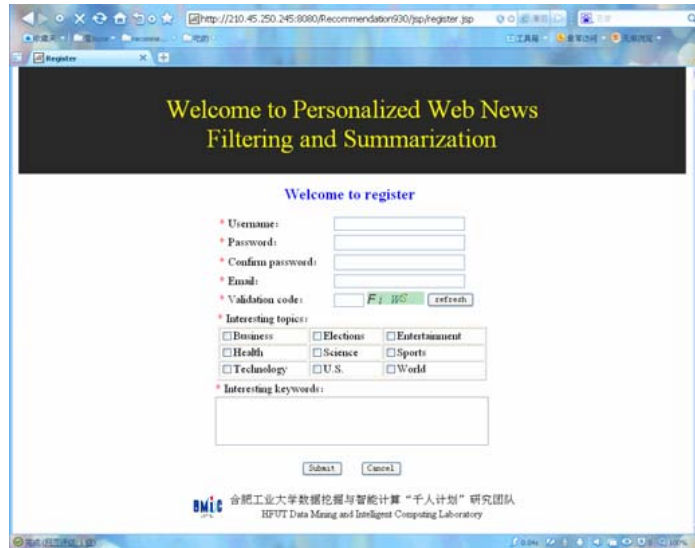 http://210.45.250.245:8080/Recommendation930/jsp/register.jsp
Register
Welcome to Personalized Web News
Filtering and Summarization
Welcome to register
* Username:
* Password:
* Confirm password:
* Email:
* Validation code:
refresh
* Interesting topics:
Business Elections Entertainment
Health Science Sports
Technology U.S. World
* Interesting keywords:
Submit Cancel
BMiC 合肥工业大学数据挖掘与智能计算“千人计划”研究团队
HFUT Data Mining and Intelligent Computing Laboratory
100%